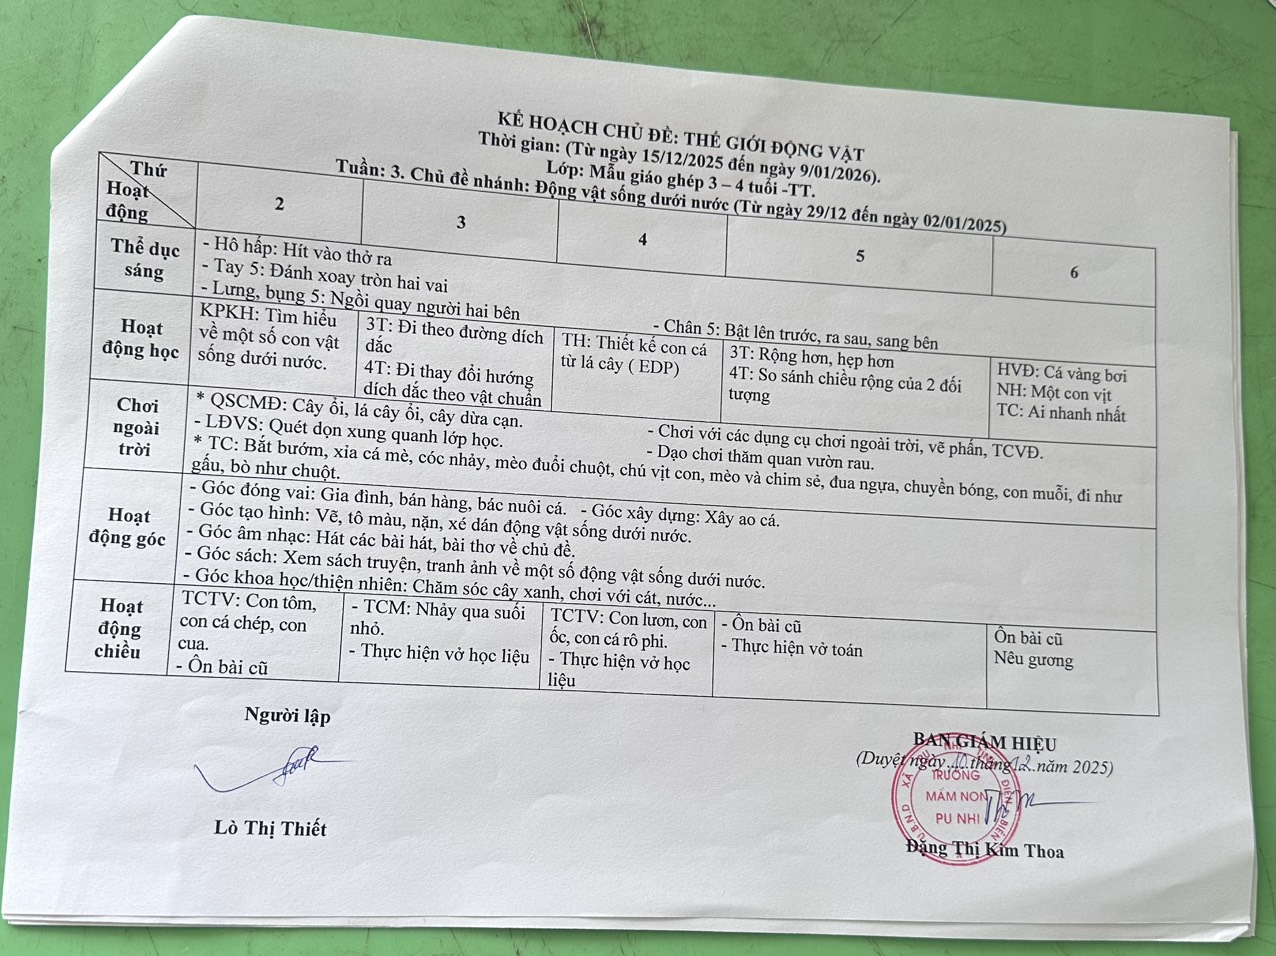 KẾ HOẠCH CHỦ ĐỀ: THẾ GIỚI ĐỘNG VẬT
Thời gian: (Từ ngày 15/12/2025 đến ngày 9/01/2026).
Lớp: Mẫu giáo ghép 3 – 4 tuổi -TT.
Tuần: 3. Chủ đề nhánh: Động vật sống dưới nước (Từ ngày 29/12 đến ngày 02/01/2025)
Thứ
Hoạt
động
2
3
4
5
6
Thể dục
sáng
- Hô hấp: Hít vào thở ra
- Tay 5: Đánh xoay tròn hai vai
- Lưng, bụng 5: Ngồi quay người hai bên
- Chân 5: Bật lên trước, ra sau, sang bên
Hoạt
động học
KPKH: Tìm hiểu
về một số con vật
sống dưới nước.
3T: Đi theo đường dích
dắc
4T: Đi thay đổi hướng
dích dắc theo vật chuẩn
TH: Thiết kế con cá
từ lá cây ( EDP)
3T: Rộng hơn, hẹp hơn
4T: So sánh chiều rộng của 2 đối
tượng
HVĐ: Cá vàng bơi
NH: Một con vịt
TC: Ai nhanh nhất
Chơi
ngoài
trời
* QSCMĐ: Cây ổi, lá cây ổi, cây dừa cạn.
- LĐVS: Quét dọn xung quanh lớp học.
- Chơi với các dụng cụ chơi ngoài trời, vẽ phấn, TCVĐ.
- Dạo chơi thăm quan vườn rau.
* TC: Bắt bướm, xỉa cá mè, cóc nhảy, mèo đuổi chuột, chú vịt con, mèo và chim sẻ, đua ngựa, chuyền bóng, con muỗi, đi như
gấu, bò như chuột.
Hoạt
động góc
- Góc đóng vai: Gia đình, bán hàng, bác nuôi cá. - Góc xây dựng: Xây ao cá.
- Góc tạo hình: Vẽ, tô màu, nặn, xé dán động vật sống dưới nước.
- Góc âm nhạc: Hát các bài hát, bài thơ về chủ đề.
- Góc sách: Xem sách truyện, tranh ảnh về một số động vật sống dưới nước.
- Góc khoa học/thiện nhiên: Chăm sóc cây xanh, chơi với cát, nước...
Hoạt
động
chiều
TCTV: Con tôm,
con cá chép, con
cua.
- Ôn bài cũ
- TCM: Nhảy qua suối
nhỏ.
- Thực hiện vở học liệu
TCTV: Con lươn, con
ốc, con cá rô phi.
- Thực hiện vở học
liệu
- Ôn bài cũ
- Thực hiện vở toán
Ôn bài cũ
Nêu gương
Người lập
Lò Thị Thiết
BAN GIÁM HIỆU
(Duyệt ngày 10 tháng 12 năm 2025)
TRƯỜNG
MẦM NON
PU NHI
Đặng Thị Kim Thoa